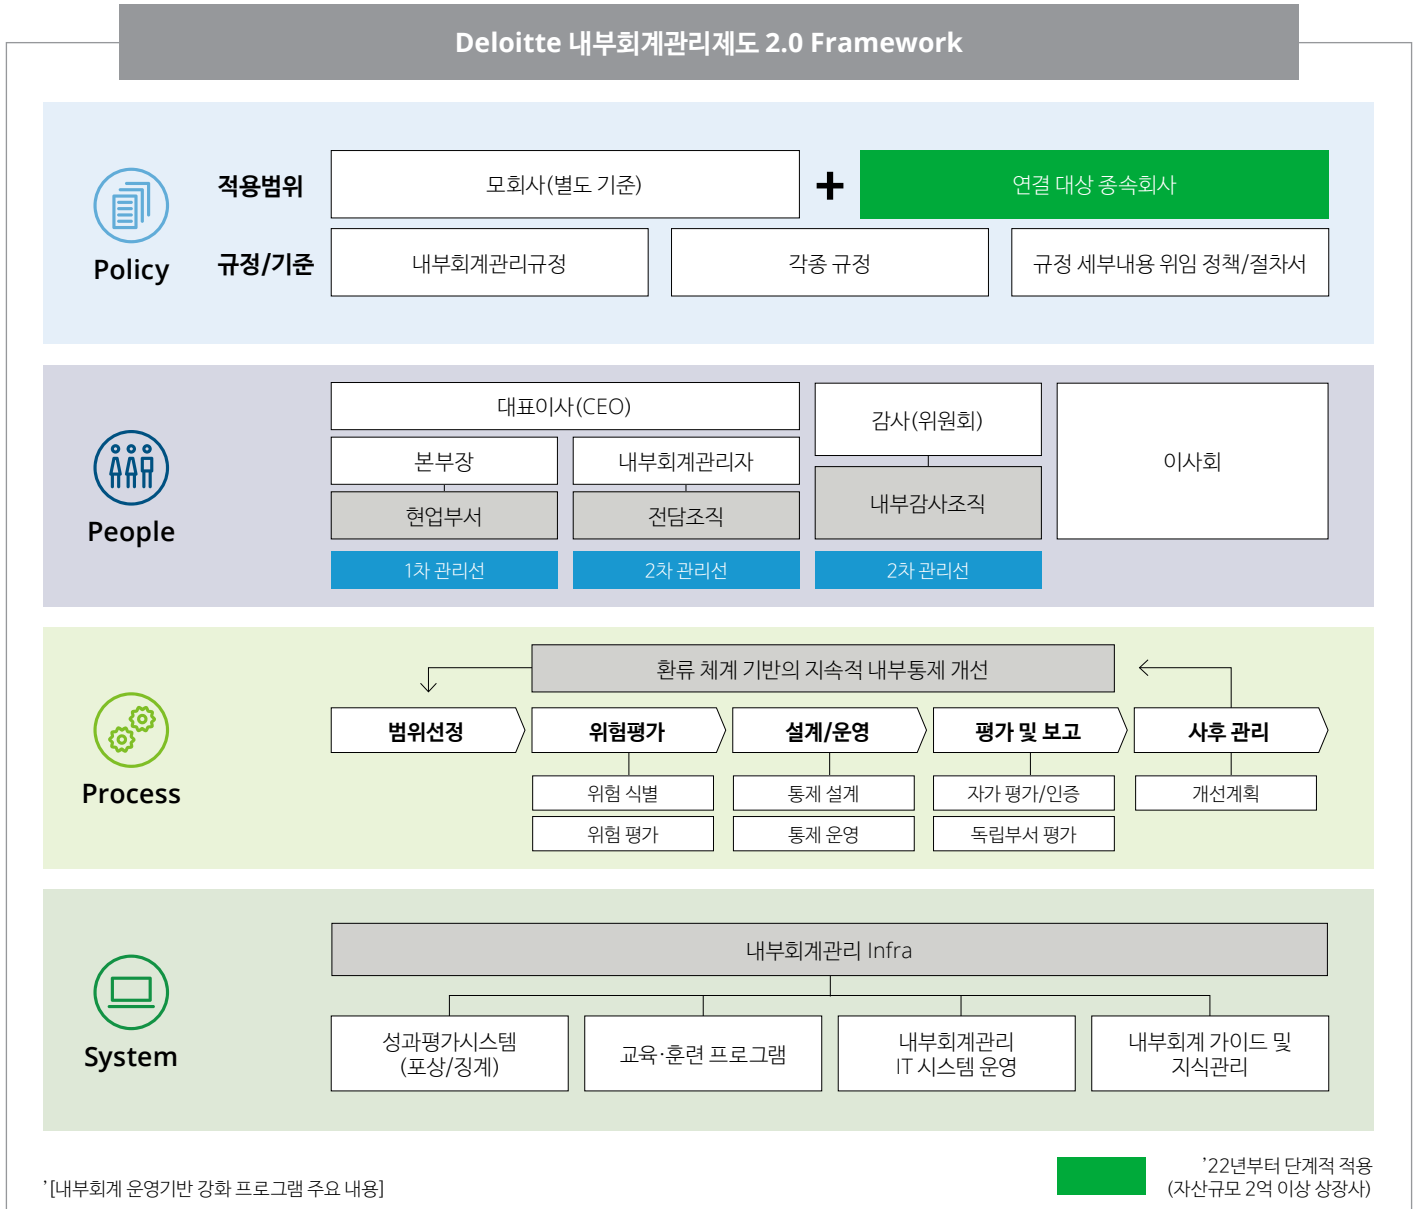 Deloitte 내부회계관리제도 2.0 Framework
Policy
적용범위
모회사(별도 기준)
+
연결 대상 종속회사
규정/기준
내부회계관리규정
각종 규정
규정 세부내용 위임 정책/절차서
People
대표이사(CEO)
감사(위원회)
이사회
본부장
내부회계관리자
현업부서
전담조직
내부감사조직
1차 관리선
2차 관리선
2차 관리선
Process
환류 체계 기반의 지속적 내부통제 개선
범위선정
위험평가
설계/운영
평가 및 보고
사후 관리
위험 식별
통제 설계
자가 평가/인증
개선계획
위험 평가
통제 운영
독립부서 평가
System
내부회계관리 Infra
성과평가시스템
(포상/징계)
교육·훈련 프로그램
내부회계관리
IT 시스템 운영
내부회계 가이드 및
지식관리
’[내부회계 운영기반 강화 프로그램 주요 내용]
’22년부터 단계적 적용
(자산규모 2억 이상 상장사)